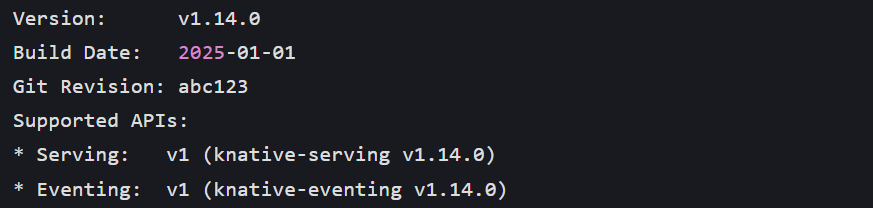 Version:      v1.14.0
Build Date:   2025-01-01
Git Revision: abc123
Supported APIs:
* Serving:   v1 (knative-serving v1.14.0)
* Eventing:  v1 (knative-eventing v1.14.0)